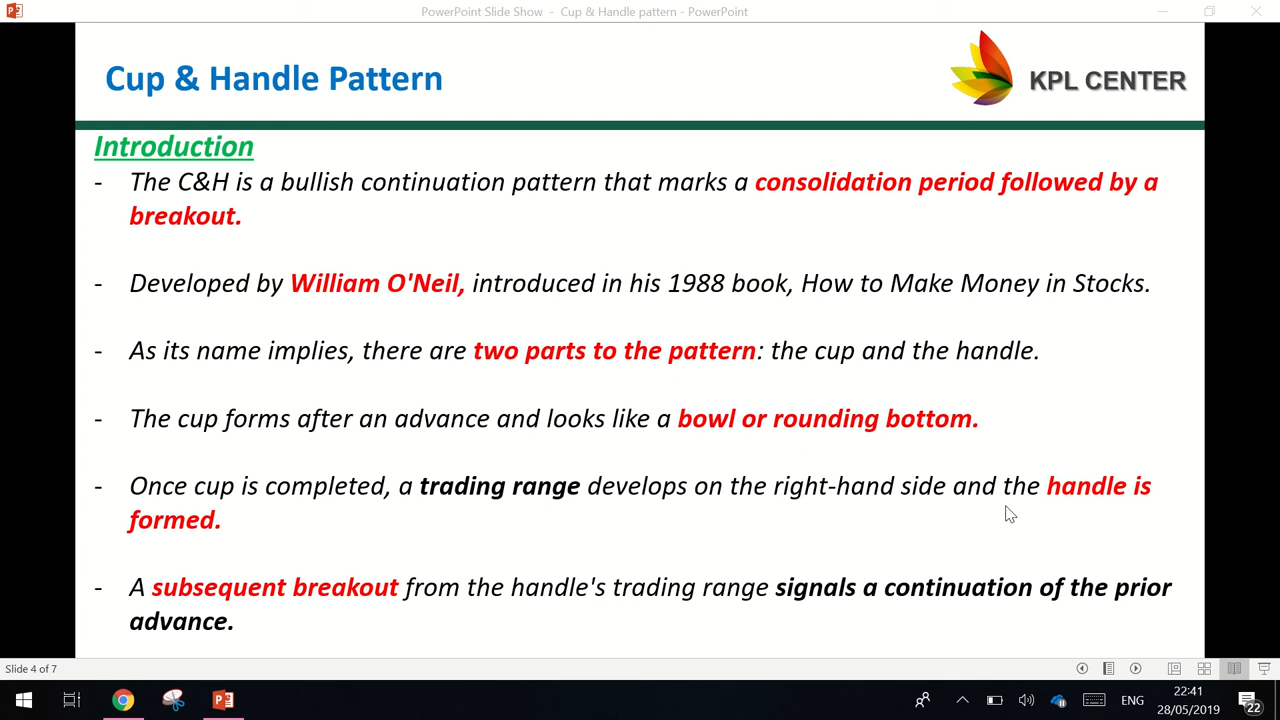 PowerPoint Slide Show - Cup & Handle pattern - PowerPoint
Cup & Handle Pattern
KPL CENTER
Introduction
- The C&H is a bullish continuation pattern that marks a consolidation period followed by a
breakout.
- Developed by William O'Neil, introduced in his 1988 book, How to Make Money in Stocks.
- As its name implies, there are two parts to the pattern: the cup and the handle.
- The cup forms after an advance and looks like a bowl or rounding bottom.
- Once cup is completed, a trading range develops on the right-hand side and the handle is
formed.
- A subsequent breakout from the handle's trading range signals a continuation of the prior
advance.
Slide 4 of 7
ENG
22:41
28/05/2019
22